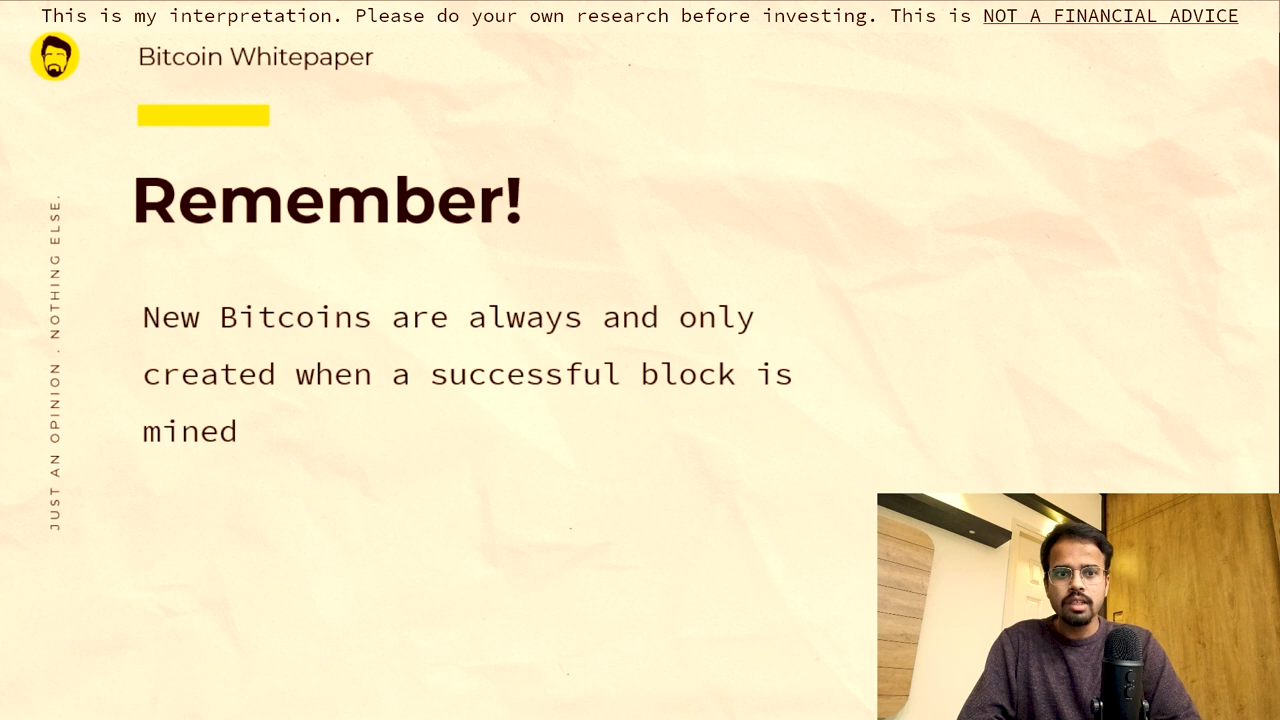 This is my interpretation. Please do your own research before investing. This is NOT A FINANCIAL ADVICE
Bitcoin Whitepaper
Remember!
New Bitcoins are always and only
created when a successful block is
mined
JUST AN OPINION . NOTHING ELSE.